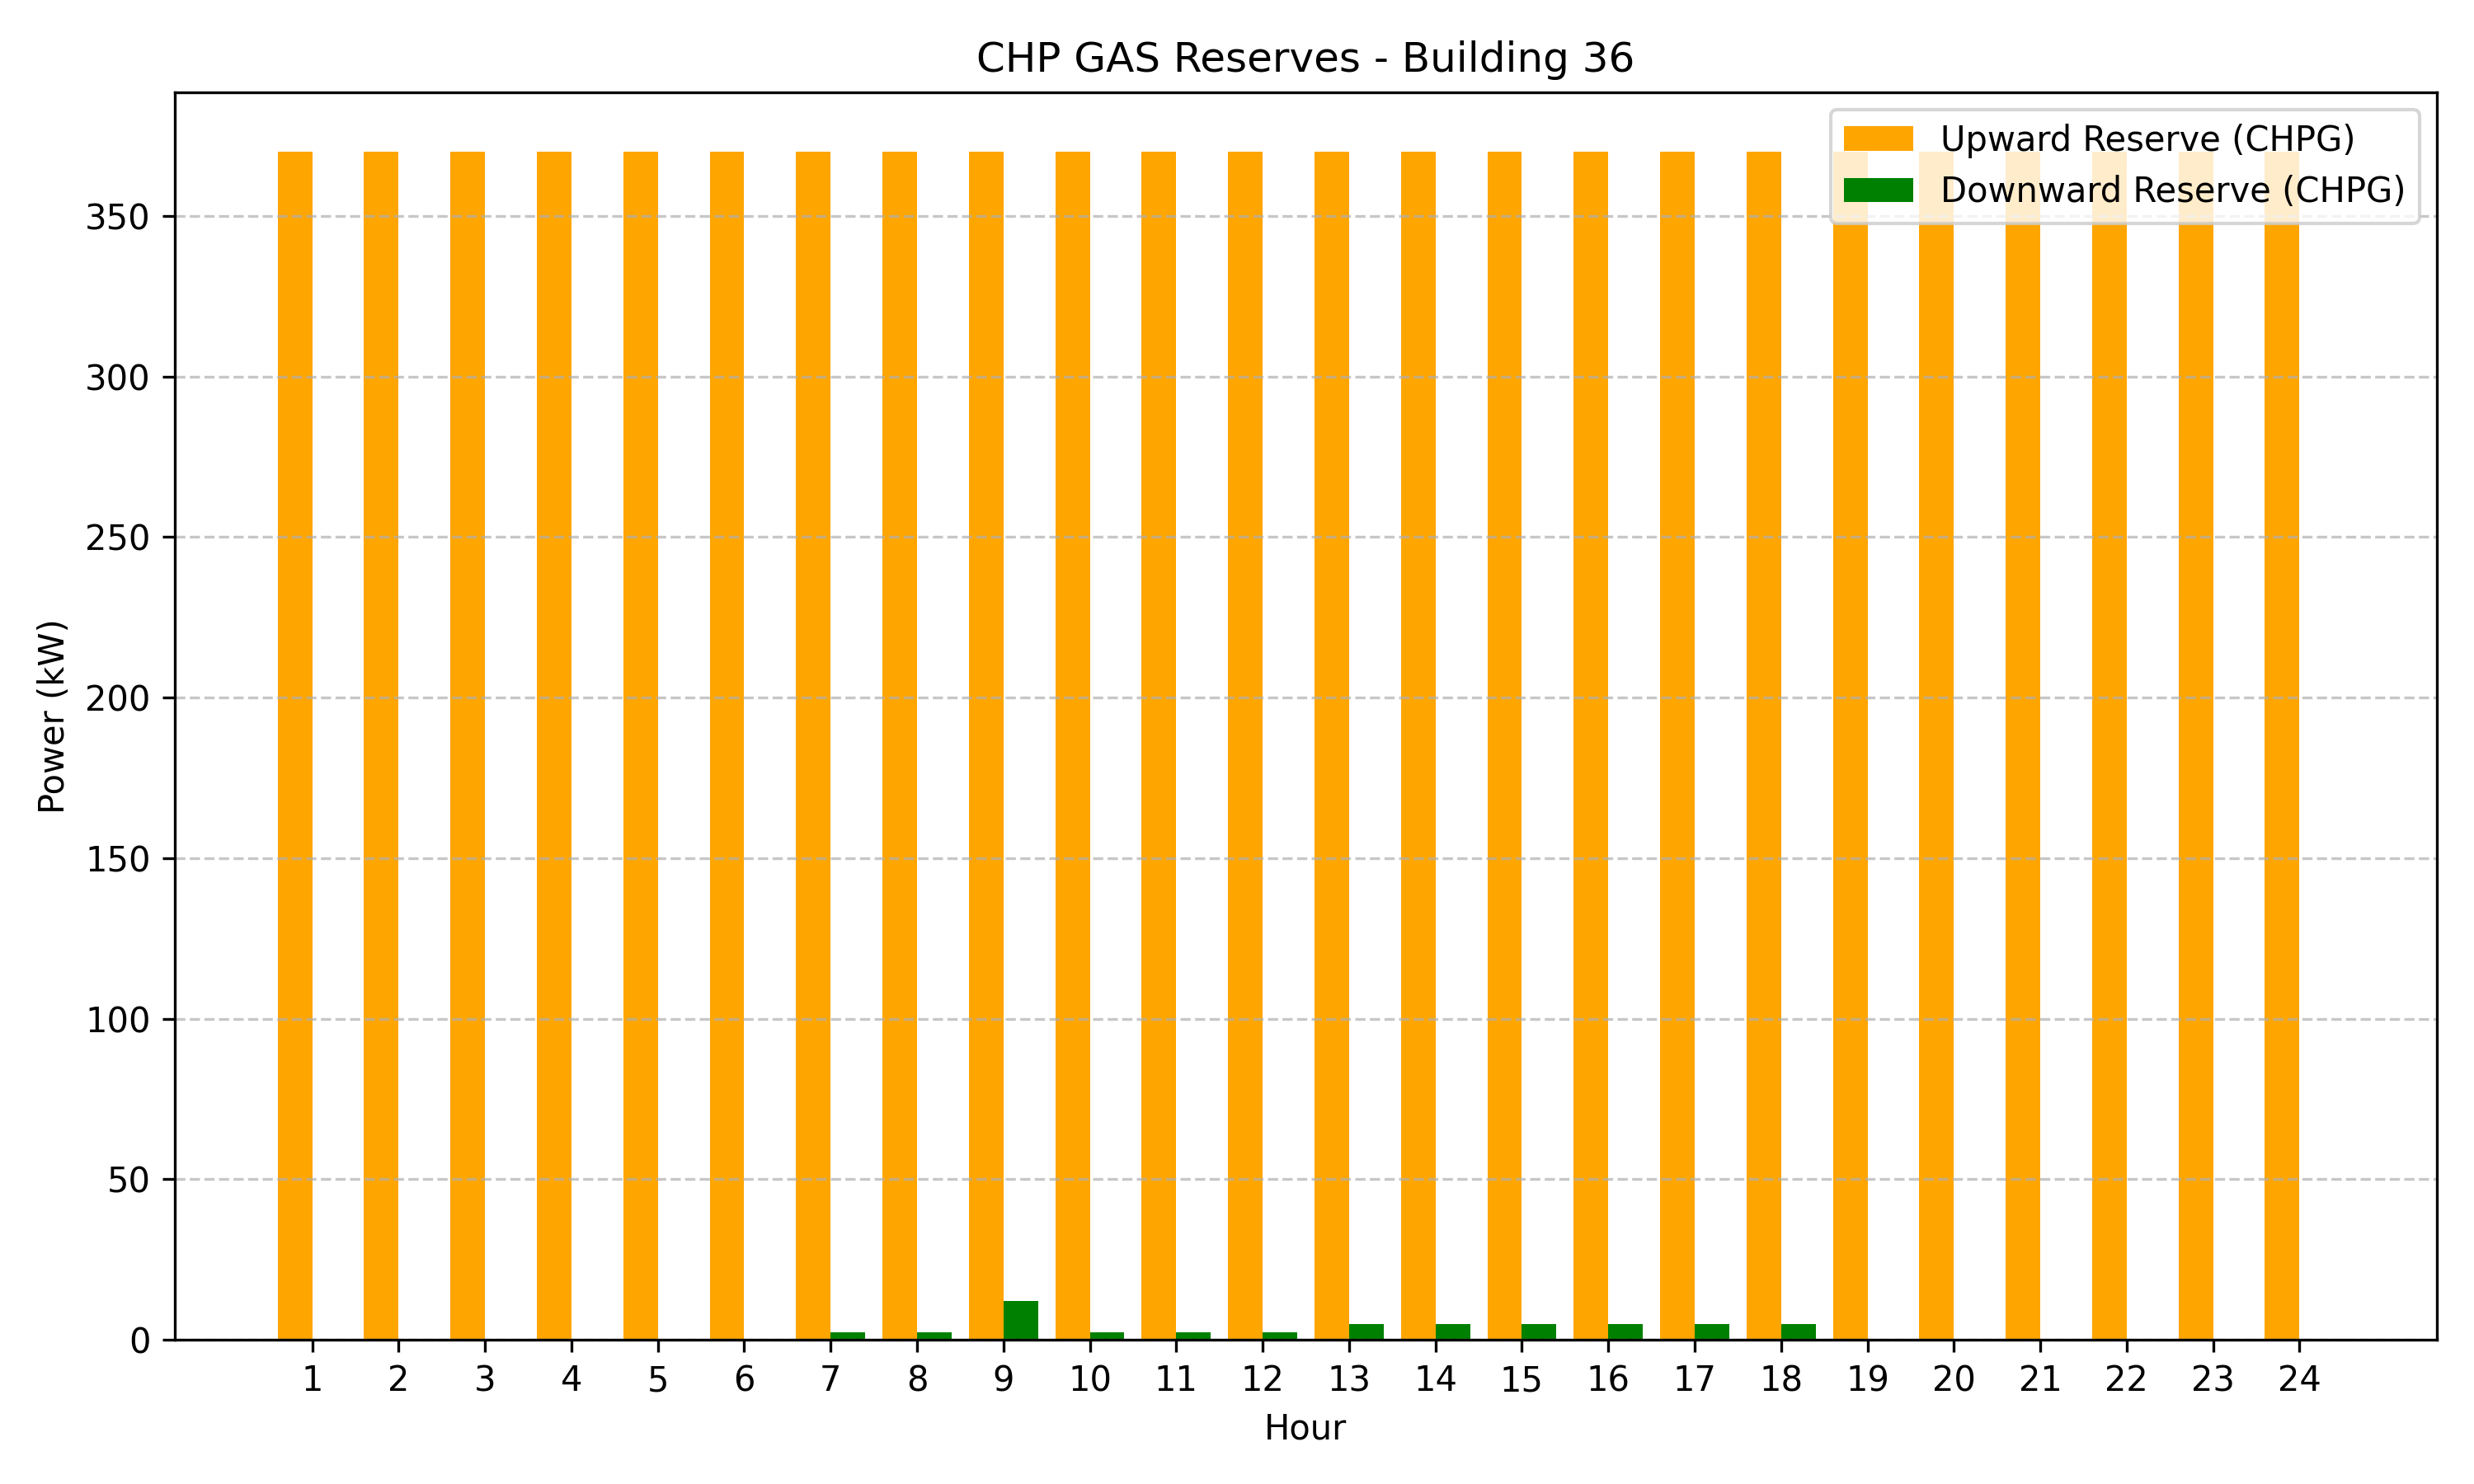 CHP GAS Reserves - Building 36
Upward Reserve (CHPG)
Downward Reserve (CHPG)
Power (kW)
350
300
250
200
150
100
50
0
1 2 3 4 5 6 7 8 9 10 11 12 13 14 15 16 17 18 19 20 21 22 23 24
Hour